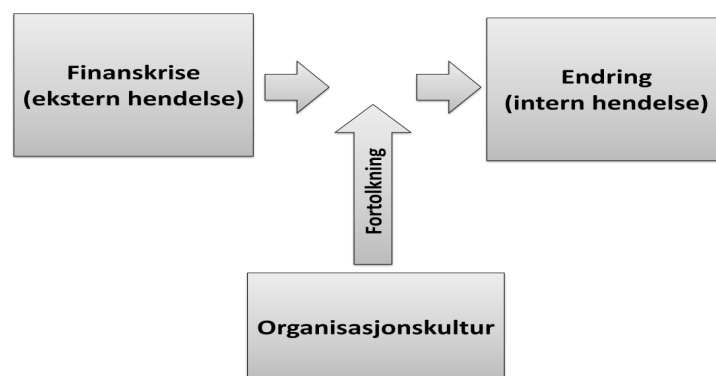 Finanskrise
(ekstern hendelse)
Endring
(intern hendelse)
Fortolkning
Organisasjonskultur